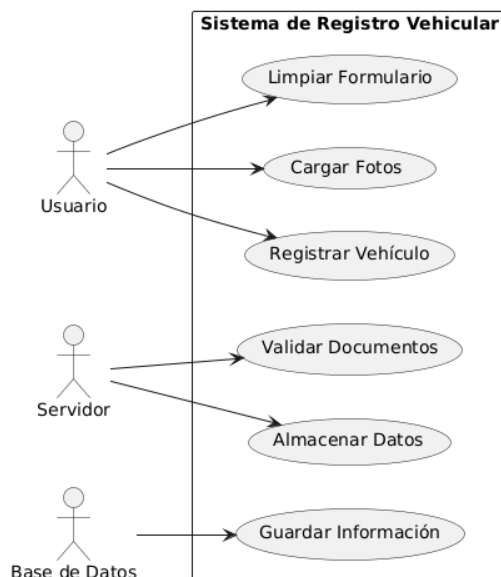 Sistema de Registro Vehicular
Limpiar Formulario
Cargar Fotos
Usuario
Registrar Vehículo
Validar Documentos
Servidor
Almacenar Datos
Guardar Información
Base de Datos